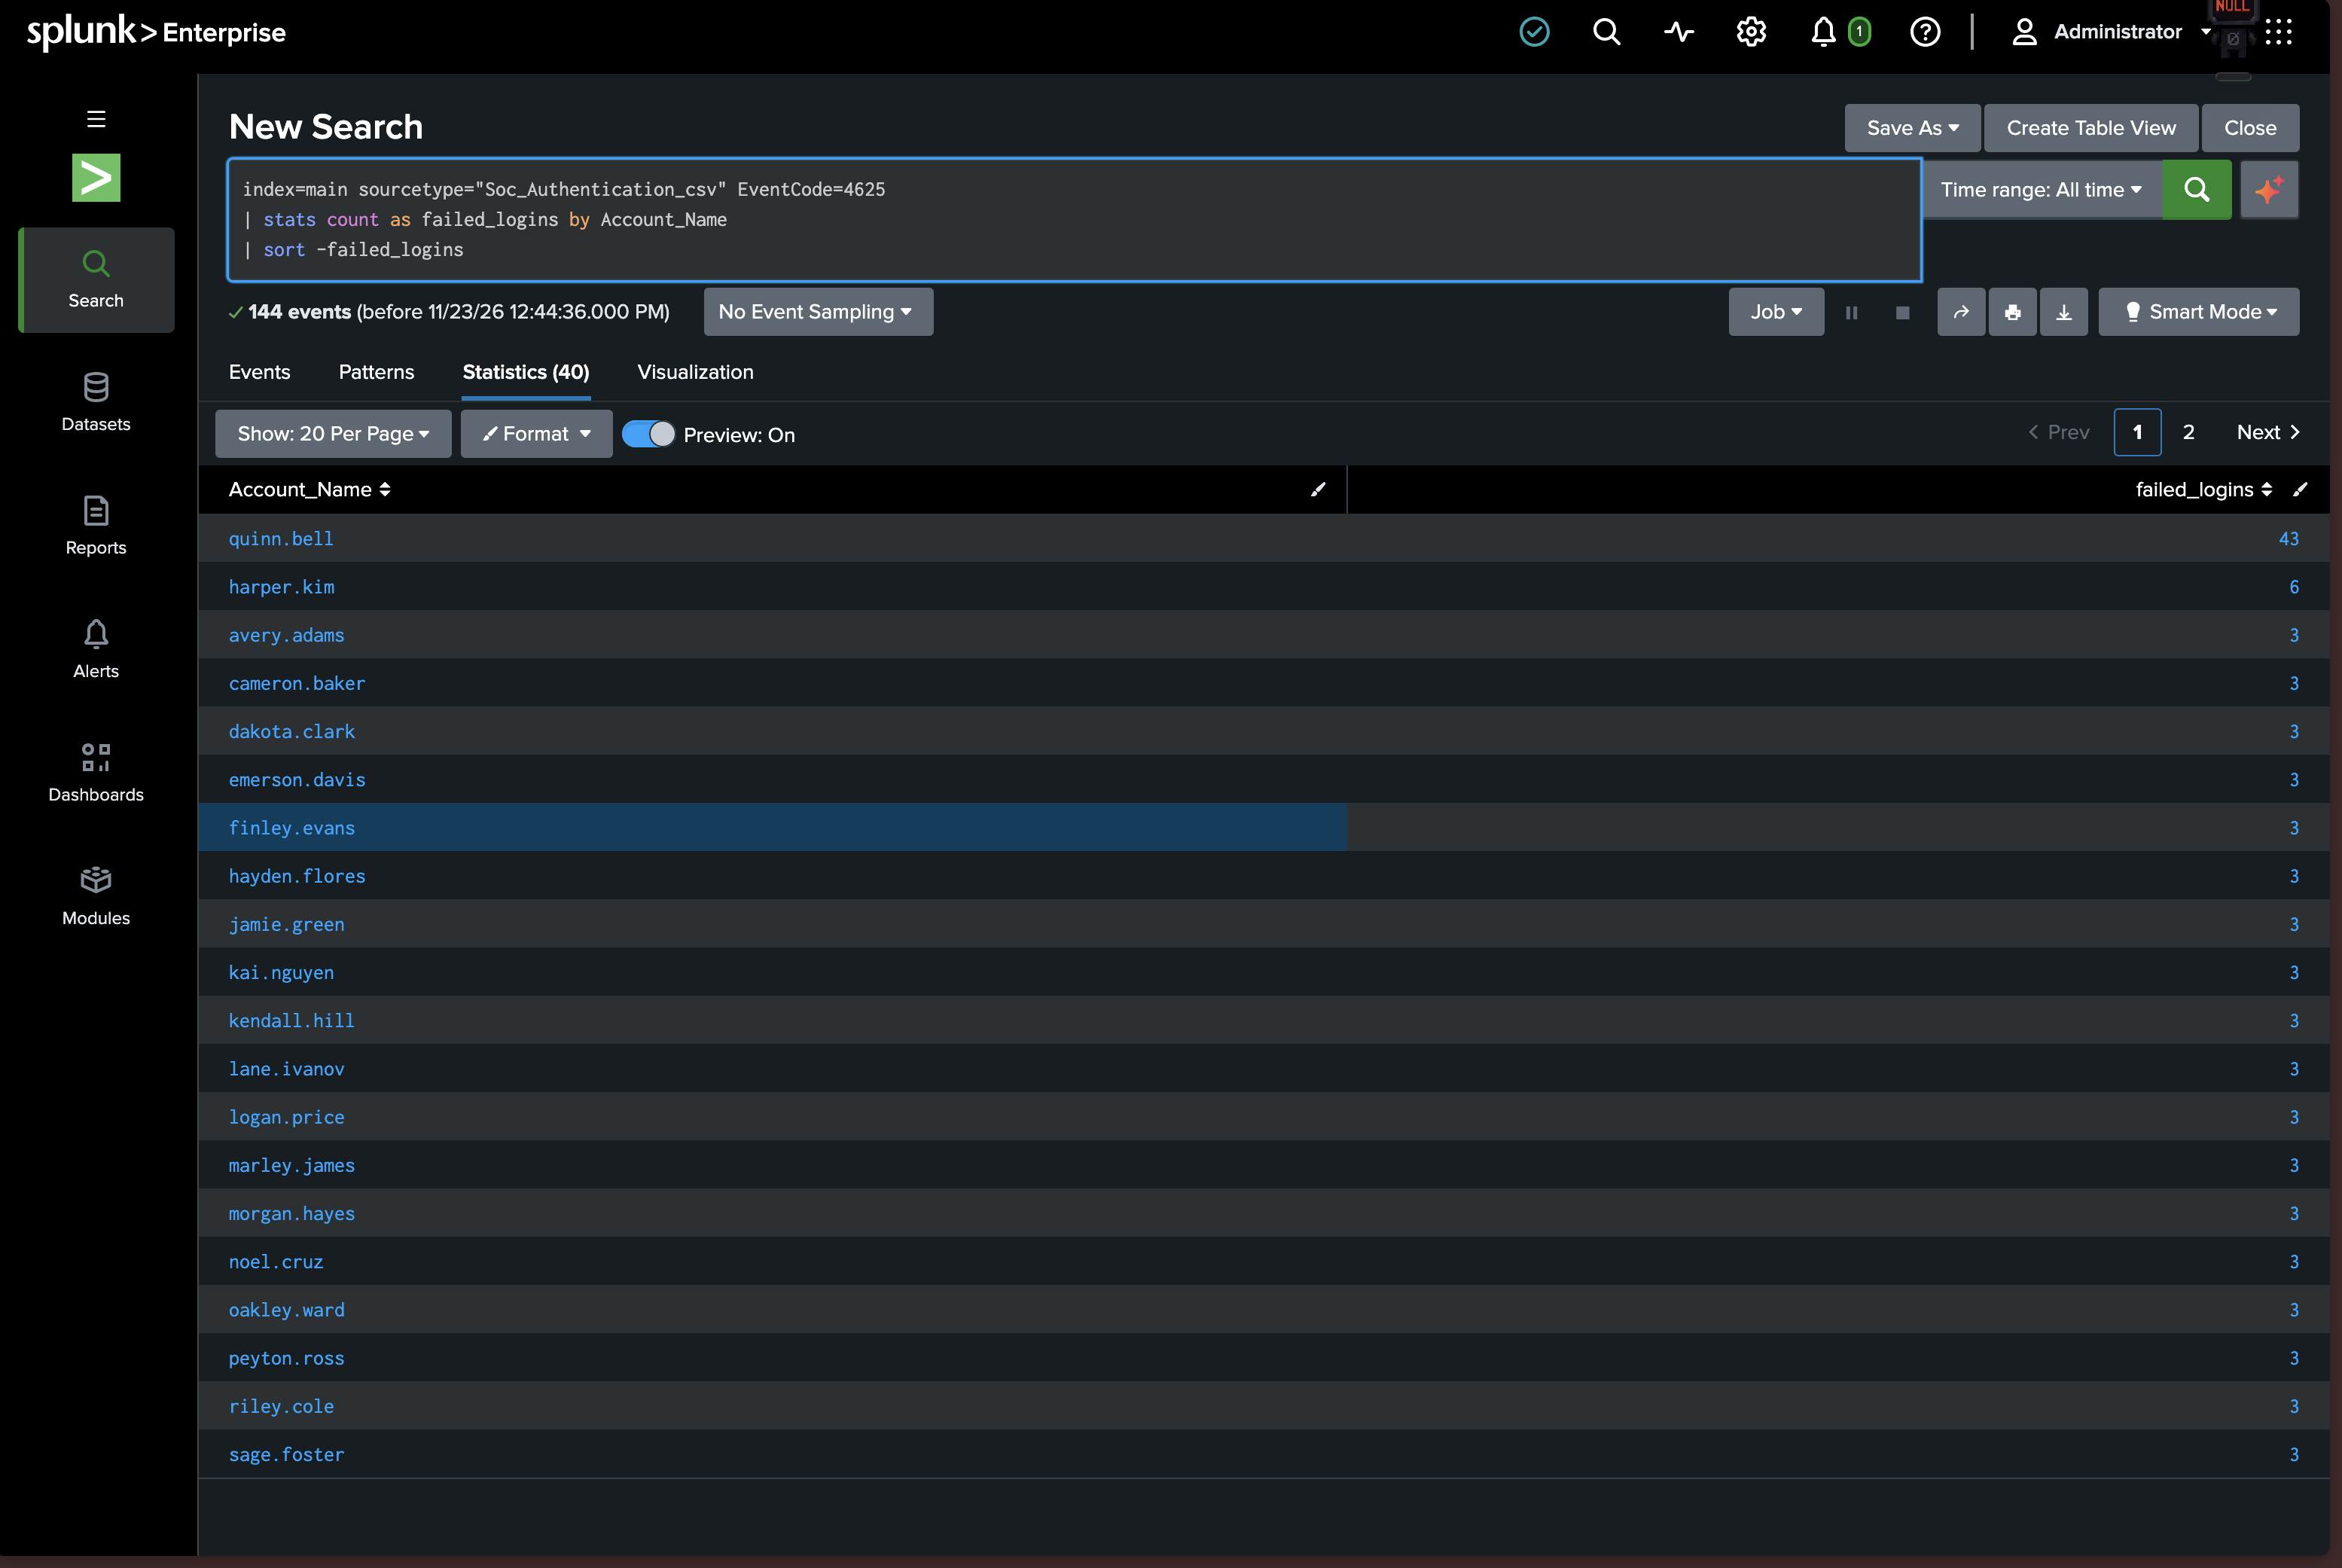 splunk>Enterprise
1
Administrator
NULL
New Search
Save As
Create Table View
Close
index=main sourcetype="Soc_Authentication_csv" EventCode=4625
| stats count as failed_logins by Account_Name
| sort -failed_logins
Time range: All time
144 events (before 11/23/26 12:44:36.000 PM)
No Event Sampling
Job
Smart Mode
Events
Patterns
Statistics (40)
Visualization
Show: 20 Per Page
Format
Preview: On
Prev
1
2
Next
Account_Name
failed_logins
quinn.bell 43
harper.kim 6
avery.adams 3
cameron.baker 3
dakota.clark 3
emerson.davis 3
finley.evans 3
hayden.flores 3
jamie.green 3
kai.nguyen 3
kendall.hill 3
lane.ivanov 3
logan.price 3
marley.james 3
morgan.hayes 3
noel.cruz 3
oakley.ward 3
peyton.ross 3
riley.cole 3
sage.foster 3
Search
Datasets
Reports
Alerts
Dashboards
Modules